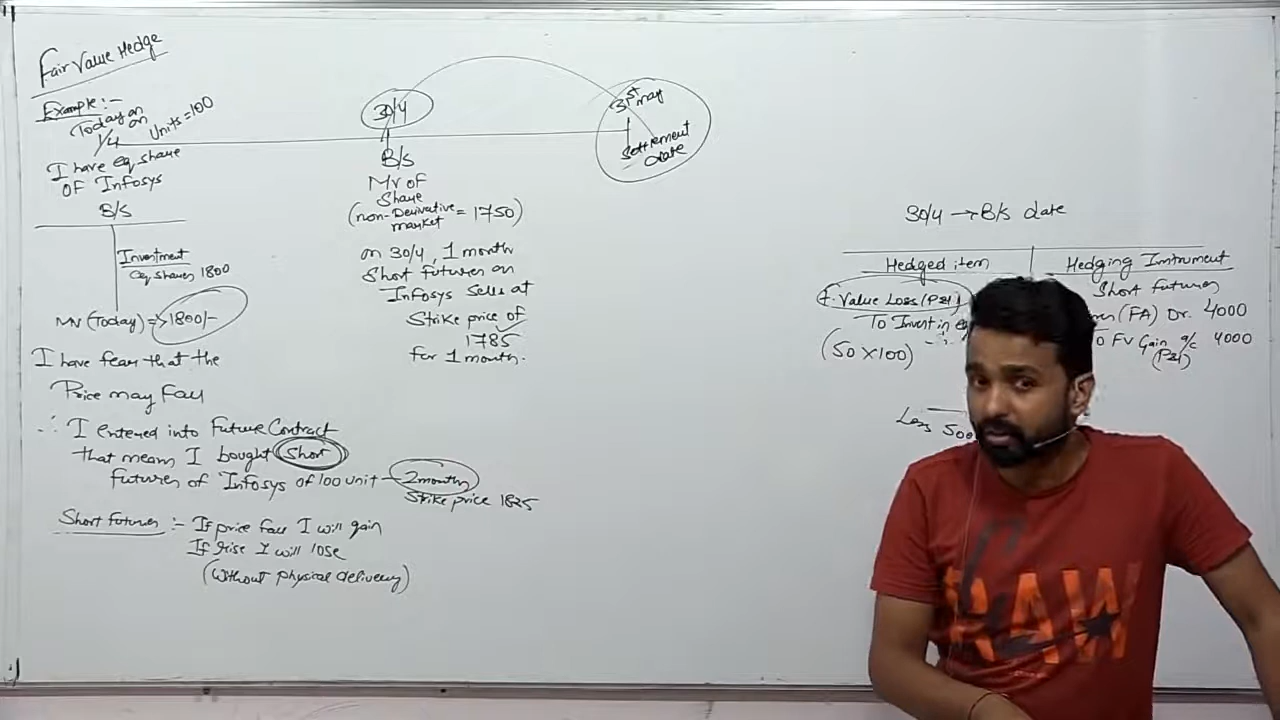 Fair Value Hedge
Example:-
Today on
on
1/4
Units = 100
I have eq share
OF Infosys
B/S
Investment
eq shares 1800
MV (Today) => 1800/-
I have fear that the
Price may Fall
∴ I entered into Future Contract
that means I bought Short
futures of Infosys of 100 unit - 2 month
Strike price 1825
Short Futures :- If price fall I will gain
If rise I will lose
(without physical delivery)
30/4
B/S
MV of
Share
(non-Derivative = 1750)
market
on 30/4, 1 month
Short futures on
Infosys sells at
Strike price of
1785
for 1 month.
31st may
Settlement
date
30/4 → B/s date
Hedged item
F. Value Loss (P&l)
To Invest in e
(50 x 100)
Loss 500
Hedging Instrument
Short futures
(FA) Dr. 4000
o FV Gain a/c 4000
(P&l)
RAW